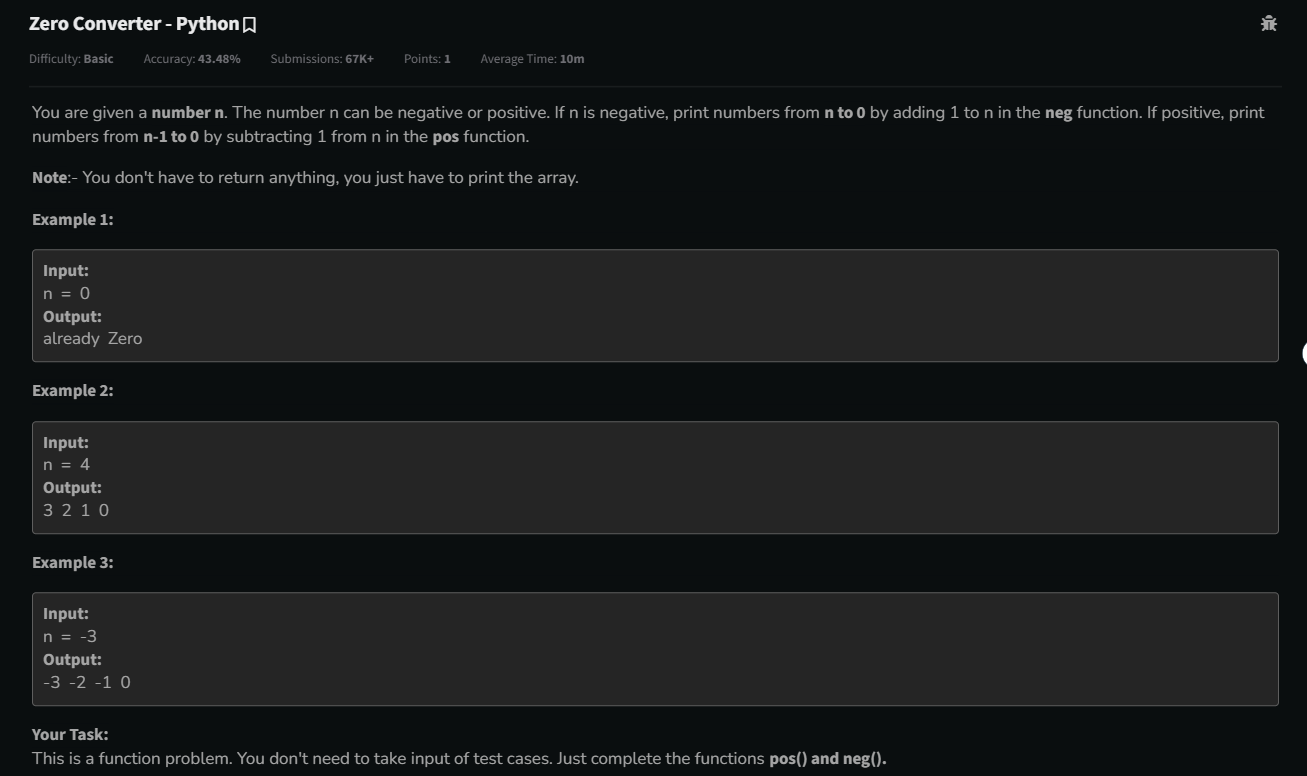 Zero Converter - Python
Difficulty: Basic Accuracy: 43.48% Submissions: 67K+ Points: 1 Average Time: 10m
You are given a number n. The number n can be negative or positive. If n is negative, print numbers from n to 0 by adding 1 to n in the neg function. If positive, print
numbers from n-1 to 0 by subtracting 1 from n in the pos function.
Note:- You don't have to return anything, you just have to print the array.
Example 1:
Input:
n = 0
Output:
already Zero
Example 2:
Input:
n = 4
Output:
3 2 1 0
Example 3:
Input:
n = -3
Output:
-3 -2 -1 0
Your Task:
This is a function problem. You don't need to take input of test cases. Just complete the functions pos() and neg().